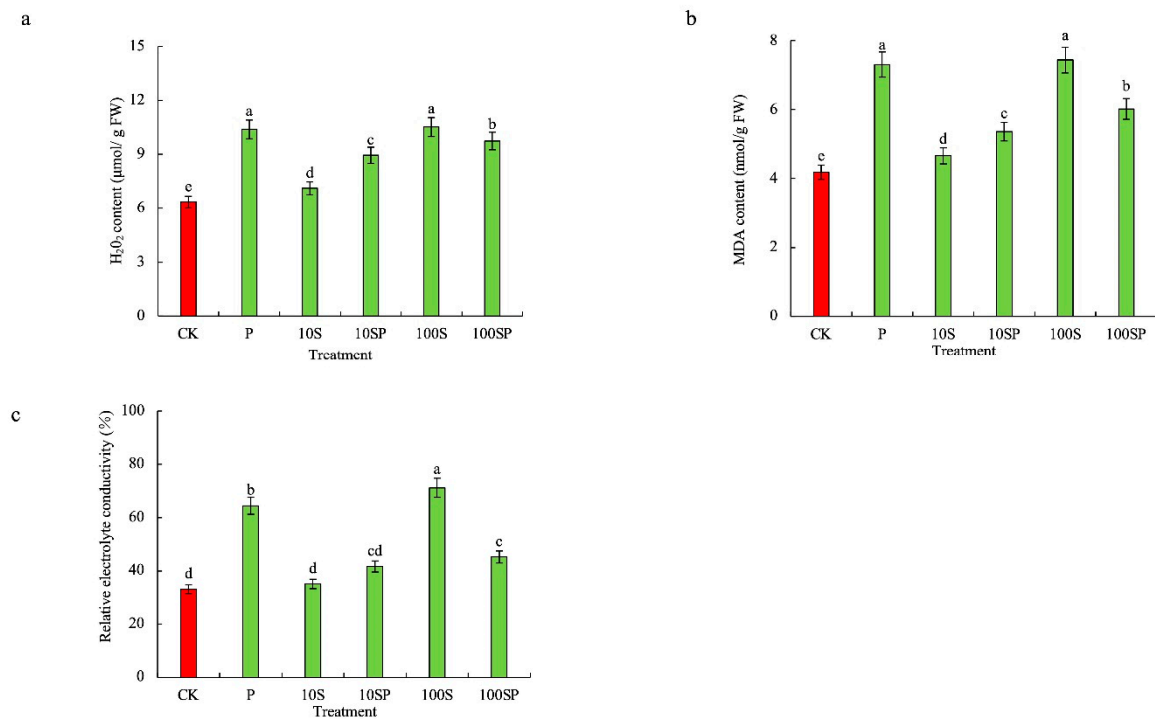 a
15
12
9
6
3
0
H₂O₂ content (μmol/ g FW)
e
a
d
c
a
b
CK P 10S 10SP 100S 100SP
Treatment
b
8
6
4
2
0
MDA content (nmol/g FW)
e
a
d
c
a
b
CK P 10S 10SP 100S 100SP
Treatment
c
100
80
60
40
20
0
Relative electrolyte conductivity (%)
d
b
d
cd
a
c
CK P 10S 10SP 100S 100SP
Treatment